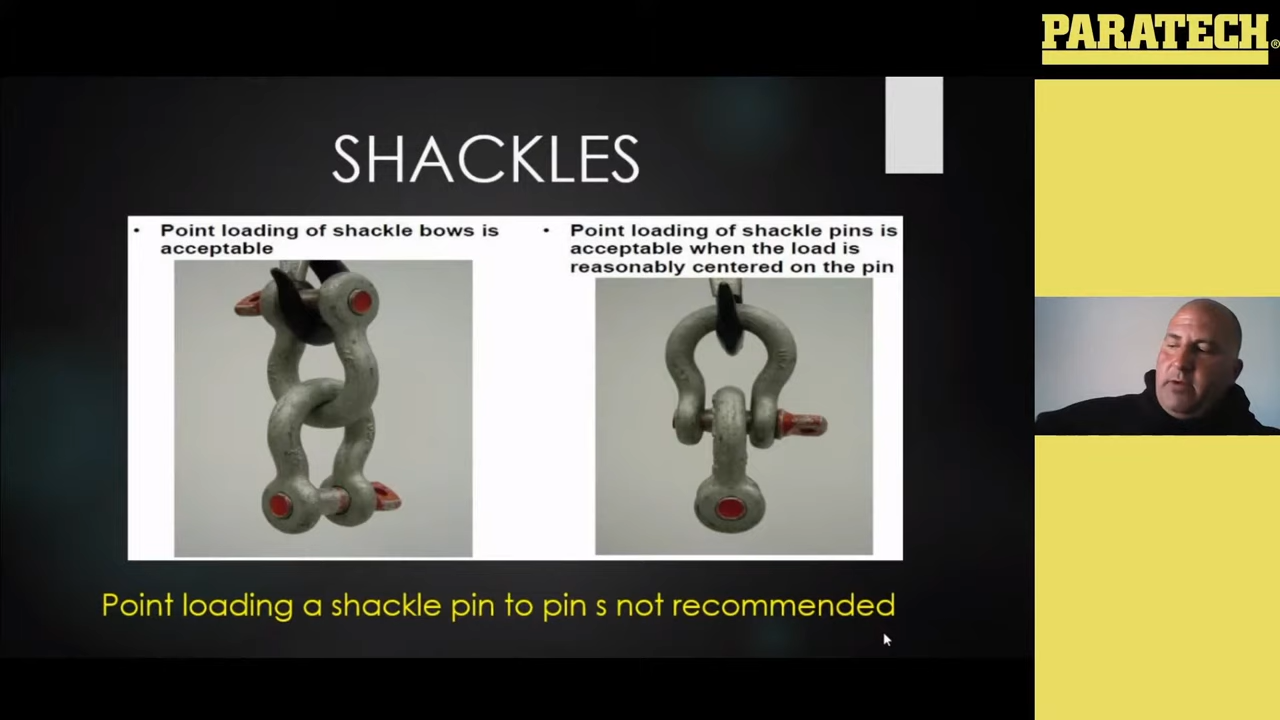 PARATECH®
SHACKLES
• Point loading of shackle bows is
acceptable
• Point loading of shackle pins is
acceptable when the load is
reasonably centered on the pin
Point loading a shackle pin to pin s not recommended